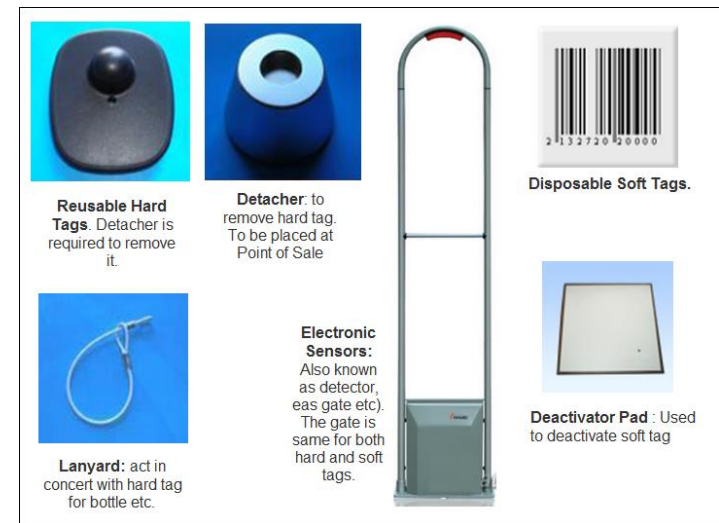 Reusable Hard
Tags. Detacher is
required to remove
it.
Detacher: to
remove hard tag.
To be placed at
Point of Sale
2 132720 20000
Disposable Soft Tags.
Lanyard: act in
concert with hard tag
for bottle etc.
Electronic
Sensors:
Also known
as detector,
eas gate etc).
The gate is
same for both
hard and soft
tags.
Deactivator Pad : Used
to deactivate soft tag